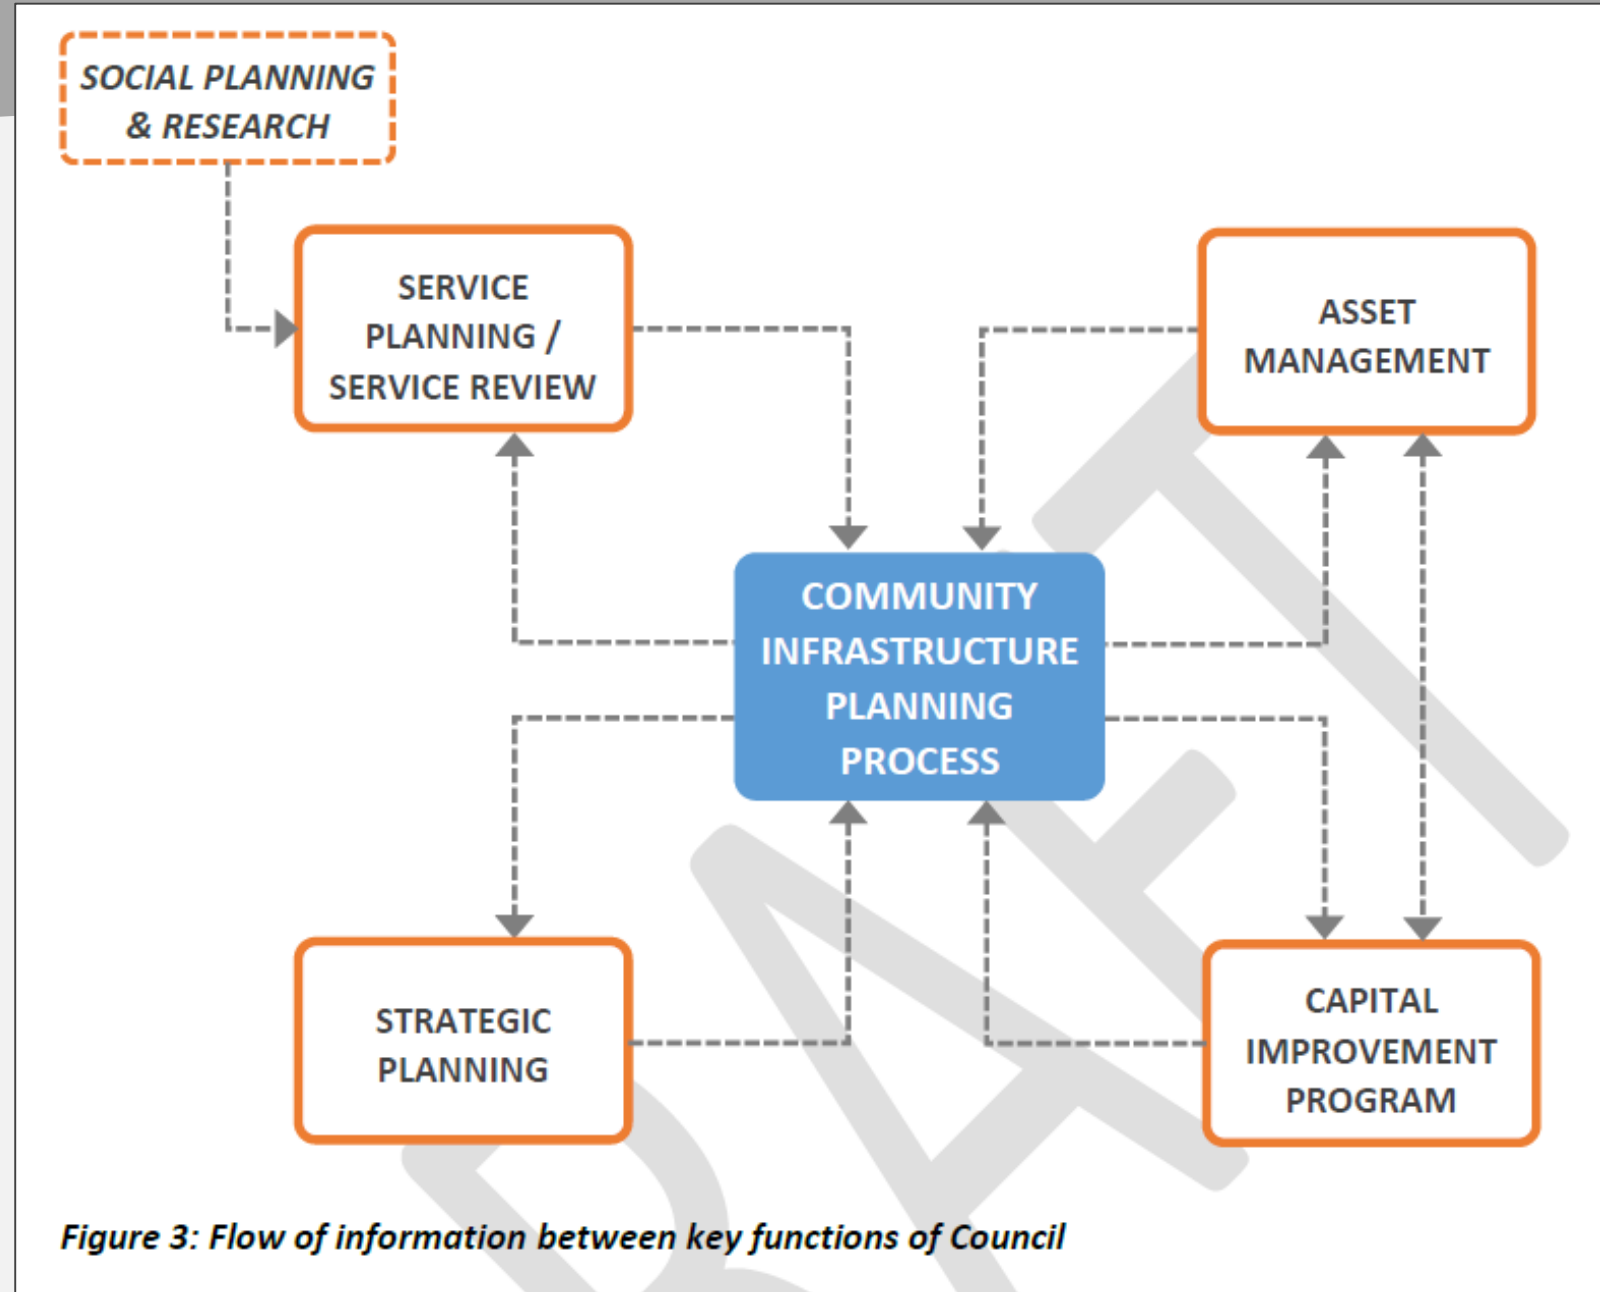 SOCIAL PLANNING
& RESEARCH
SERVICE
PLANNING /
SERVICE REVIEW
ASSET
MANAGEMENT
COMMUNITY
INFRASTRUCTURE
PLANNING
PROCESS
STRATEGIC
PLANNING
CAPITAL
IMPROVEMENT
PROGRAM
DRAFT
Figure 3: Flow of information between key functions of Council